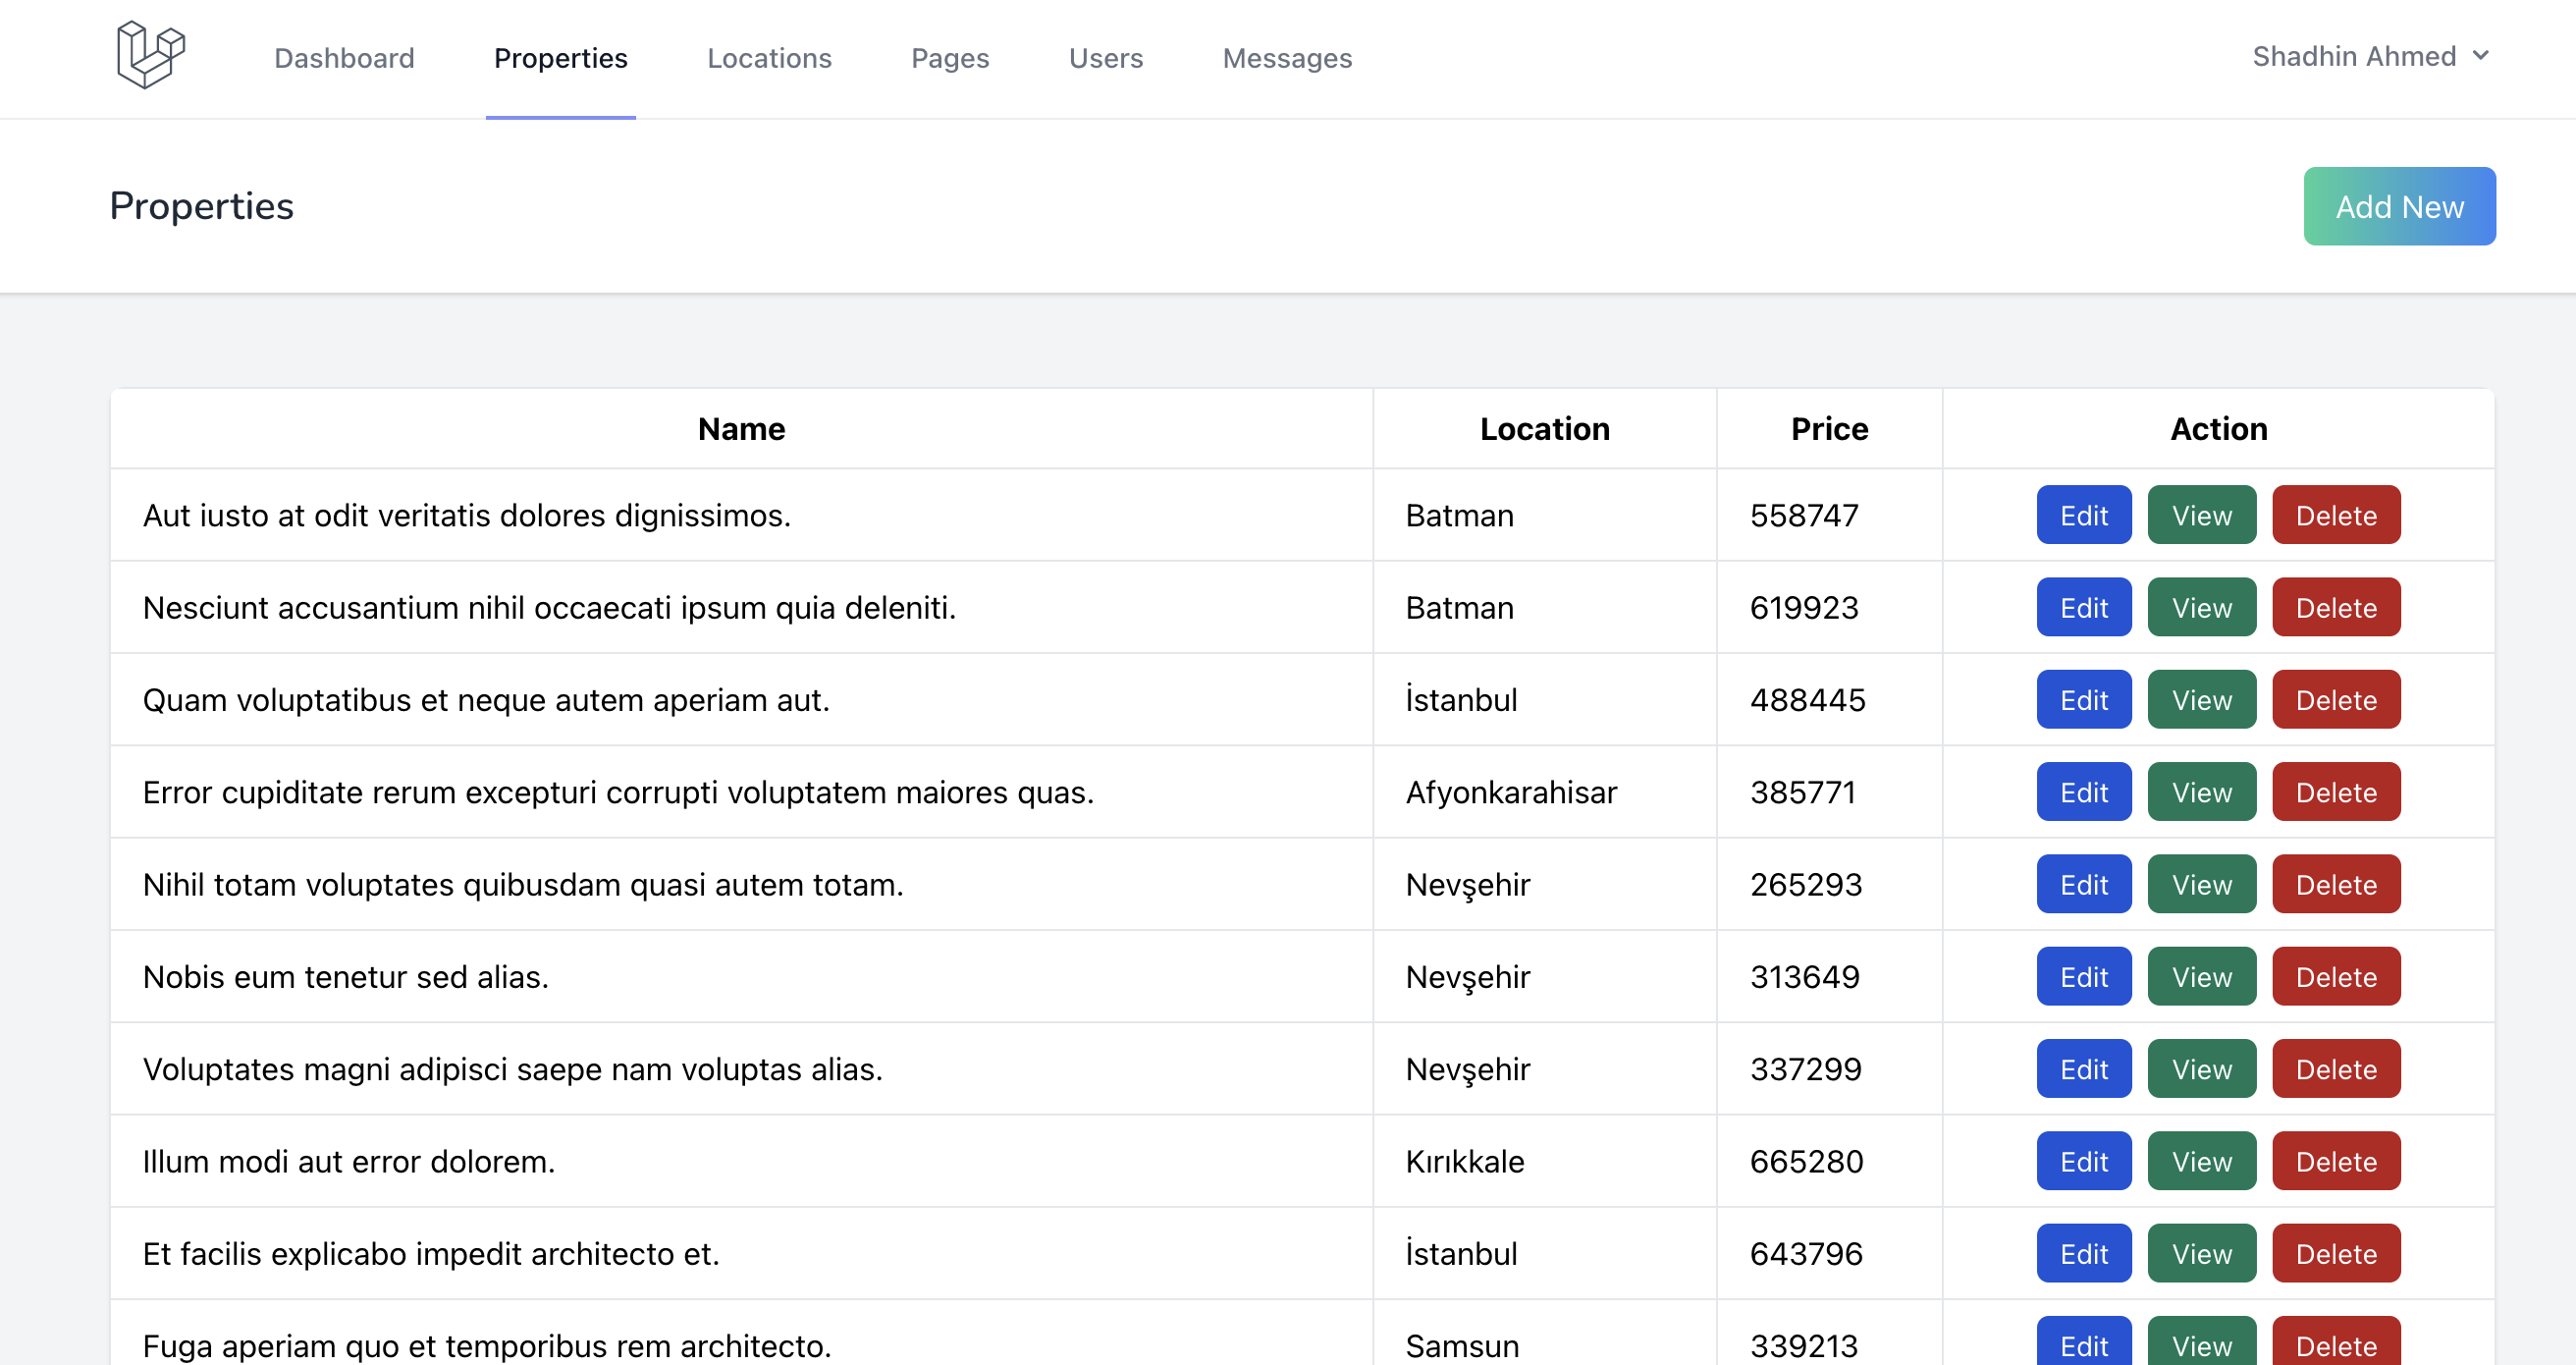 Dashboard Properties Locations Pages Users Messages Shadhin Ahmed
Properties Add New
Name Location Price Action
Aut iusto at odit veritatis dolores dignissimos. Batman 558747 Edit View Delete
Nesciunt accusantium nihil occaecati ipsum quia deleniti. Batman 619923 Edit View Delete
Quam voluptatibus et neque autem aperiam aut. İstanbul 488445 Edit View Delete
Error cupiditate rerum excepturi corrupti voluptatem maiores quas. Afyonkarahisar 385771 Edit View Delete
Nihil totam voluptates quibusdam quasi autem totam. Nevşehir 265293 Edit View Delete
Nobis eum tenetur sed alias. Nevşehir 313649 Edit View Delete
Voluptates magni adipisci saepe nam voluptas alias. Nevşehir 337299 Edit View Delete
Illum modi aut error dolorem. Kırıkkale 665280 Edit View Delete
Et facilis explicabo impedit architecto et. İstanbul 643796 Edit View Delete
Fuga aperiam quo et temporibus rem architecto. Samsun 339213 Edit View Delete